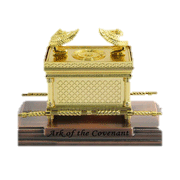 Ark of the Covenant